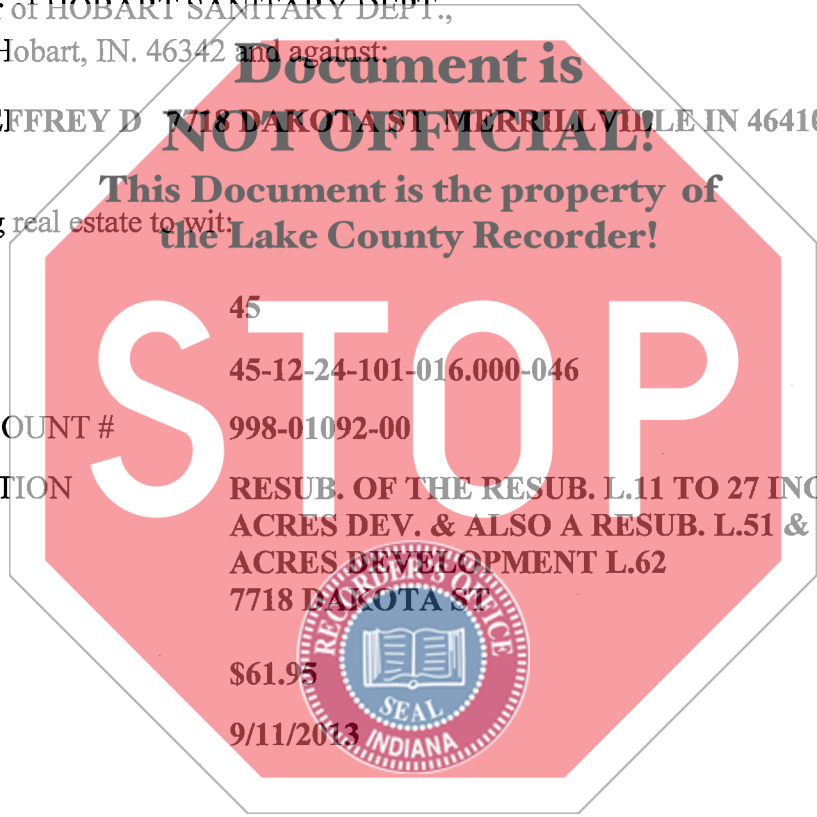 of HOBART SANITARY DEPT.,
Hobart, IN. 46342 and against:
Document is
EFFREY D 7718 DAKOTA ST MERRILLVILLE IN 46416
NOT OFFICIAL!
This Document is the property of
real estate to wit:
the Lake County Recorder!
45
STOP
45-12-24-101-016.000-046
OUNT # 998-01092-00
TION RESUB. OF THE RESUB. L.11 TO 27 INC
ACRES DEV. & ALSO A RESUB. L.51 &
ACRES DEVELOPMENT L.62
7718 DAKOTA ST
RECORDER'S OFFICE
$61.95
SEAL
9/11/2013
INDIANA